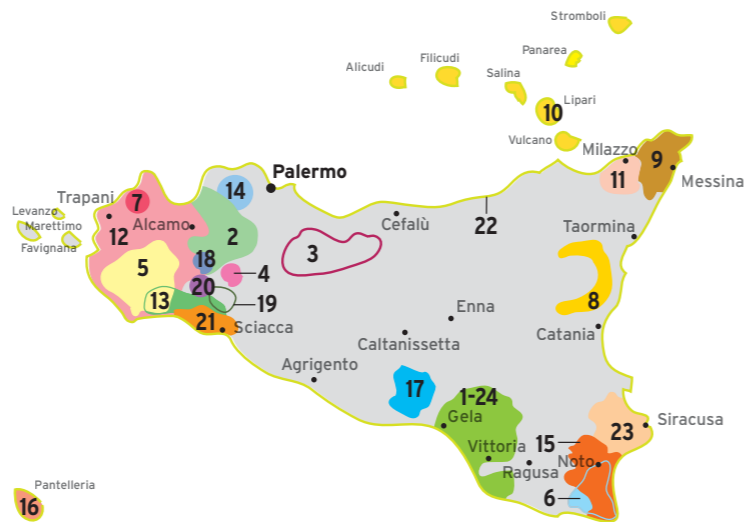 Stromboli
Panarea
Filicudi
Alicudi
Salina
Lipari
10
Vulcano
Milazzo
9
11
Messina
Palermo
14
7
Trapani
Levanzo
Marettimo
Favignana
12
Alcamo
2
Cefalù
22
Taormina
3
18
4
5
20
13
19
8
21
Sciacca
Enna
Catania
Caltanissetta
Agrigento
17
1-24
Gela
Siracusa
23
15
Vittoria
Noto
Ragusa
6
Pantelleria
16